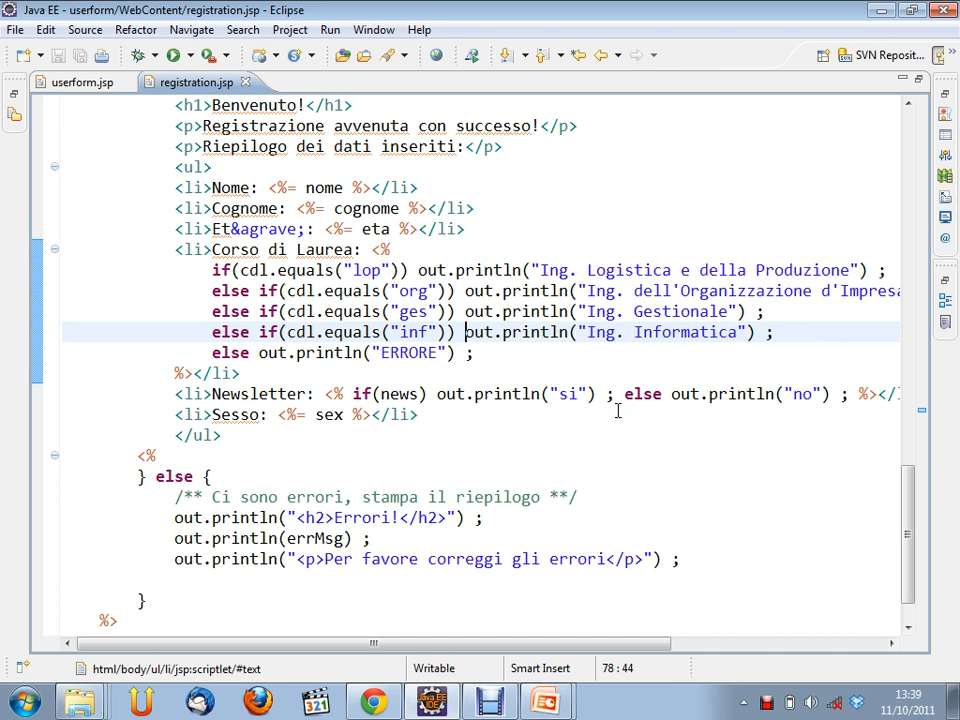 Java EE - userform/WebContent/registration.jsp - Eclipse
File Edit Source Refactor Navigate Search Project Run Window Help
SVN Reposit...
userform.jsp registration.jsp
<h1>Benvenuto!</h1>
<p>Registrazione avvenuta con successo!</p>
<p>Riepilogo dei dati inseriti:</p>
<ul>
<li>Nome: <%= nome %></li>
<li>Cognome: <%= cognome %></li>
<li>Et&agrave;: <%= eta %></li>
<li>Corso di Laurea: <%
if(cdl.equals("lop")) out.println("Ing. Logistica e della Produzione") ;
else if(cdl.equals("org")) out.println("Ing. dell'Organizzazione d'Impresa
else if(cdl.equals("ges")) out.println("Ing. Gestionale") ;
else if(cdl.equals("inf")) out.println("Ing. Informatica") ;
else out.println("ERRORE") ;
%></li>
<li>Newsletter: <% if(news) out.println("si") ; else out.println("no") ; %></l
<li>Sesso: <%= sex %></li>
</ul>
<%
} else {
/** Ci sono errori, stampa il riepilogo **/
out.println("<h2>Errori!</h2>") ;
out.println(errMsg) ;
out.println("<p>Per favore correggi gli errori</p>") ;
}
%>
html/body/ul/li/jsp:scriptlet/#text Writable Smart Insert 78 : 44
321
Java EE
IDE
13:39
11/10/2011